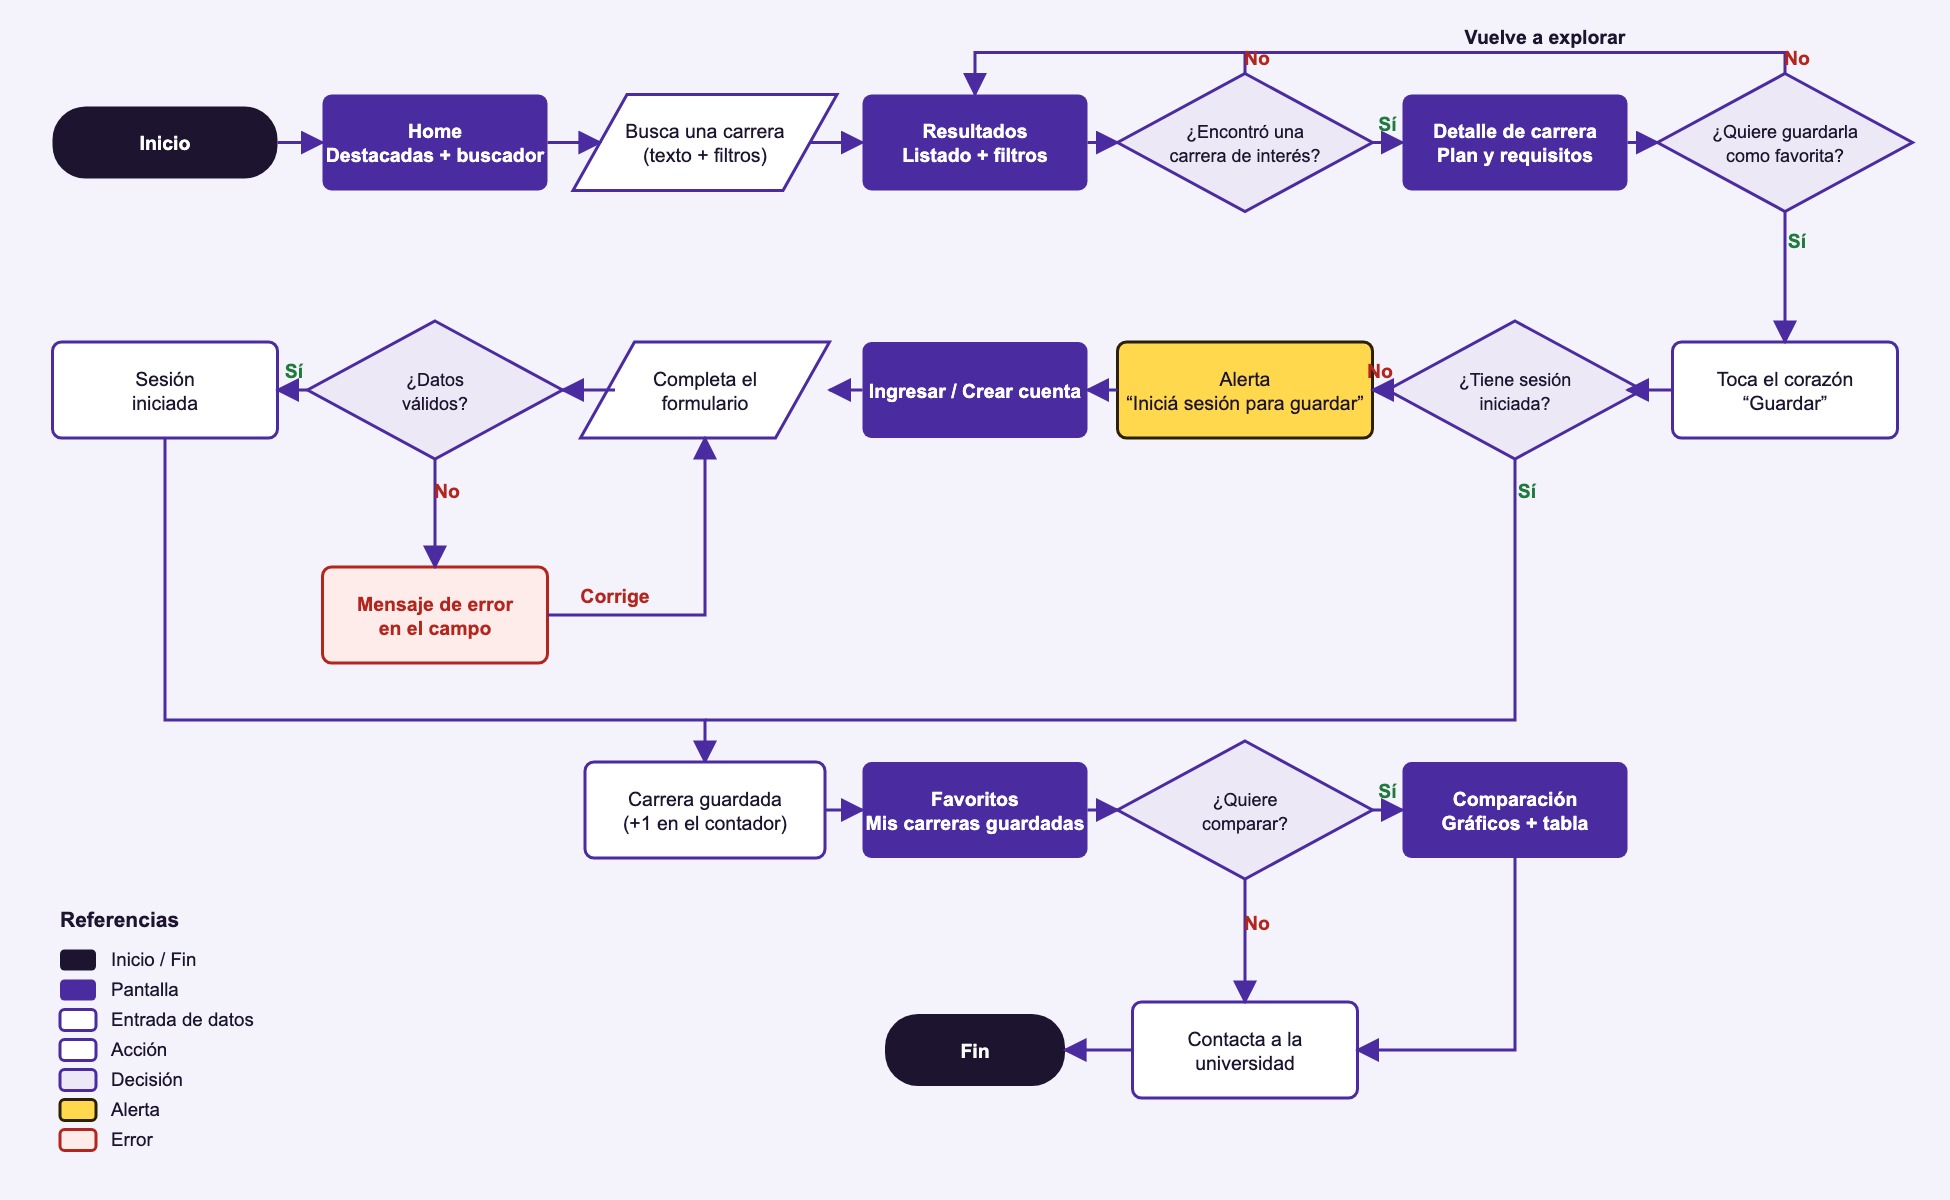 Vuelve a explorar
No
No
Inicio
Home
Destacadas + buscador
Busca una carrera
(texto + filtros)
Resultados
Listado + filtros
¿Encontró una
carrera de interés?
Sí
Detalle de carrera
Plan y requisitos
¿Quiere guardarla
como favorita?
Sí
Sesión
iniciada
Sí
¿Datos
válidos?
Completa el
formulario
Ingresar / Crear cuenta
Alerta
“Iniciá sesión para guardar”
No
¿Tiene sesión
iniciada?
Toca el corazón
“Guardar”
No
Sí
Mensaje de error
en el campo
Corrige
Carrera guardada
(+1 en el contador)
Favoritos
Mis carreras guardadas
¿Quiere
comparar?
Sí
Comparación
Gráficos + tabla
No
Contacta a la
universidad
Fin
Referencias
Inicio / Fin
Pantalla
Entrada de datos
Acción
Decisión
Alerta
Error